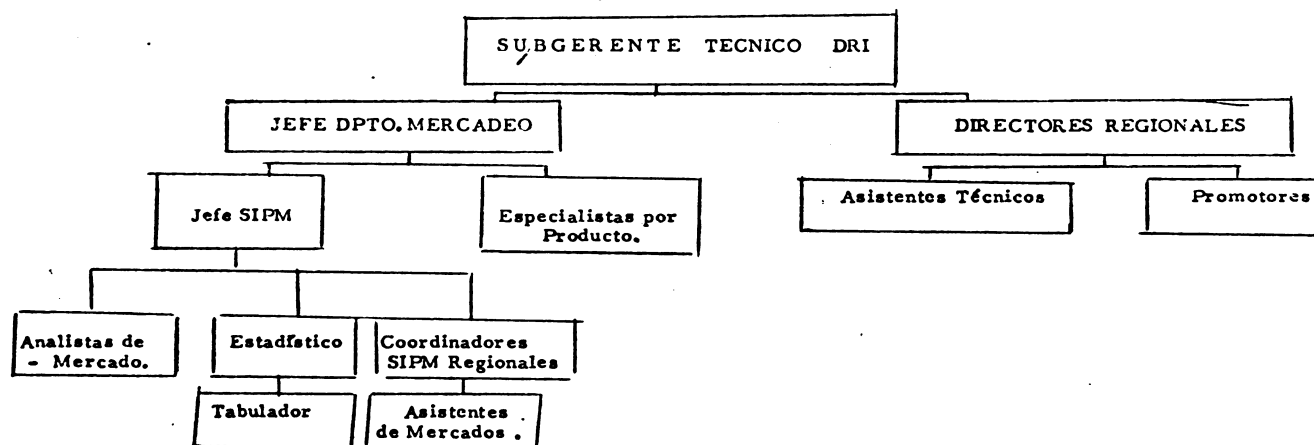 SUBGERENTE TECNICO DRI
JEFE DPTO. MERCADEO
DIRECTORES REGIONALES
Jefe SIPM
Especialistas por
Producto.
Asistentes Técnicos
Promotores
Analistas de
- Mercado.
Estadístico
Coordinadores
SIPM Regionales
Tabulador
Asistentes
de Mercados.